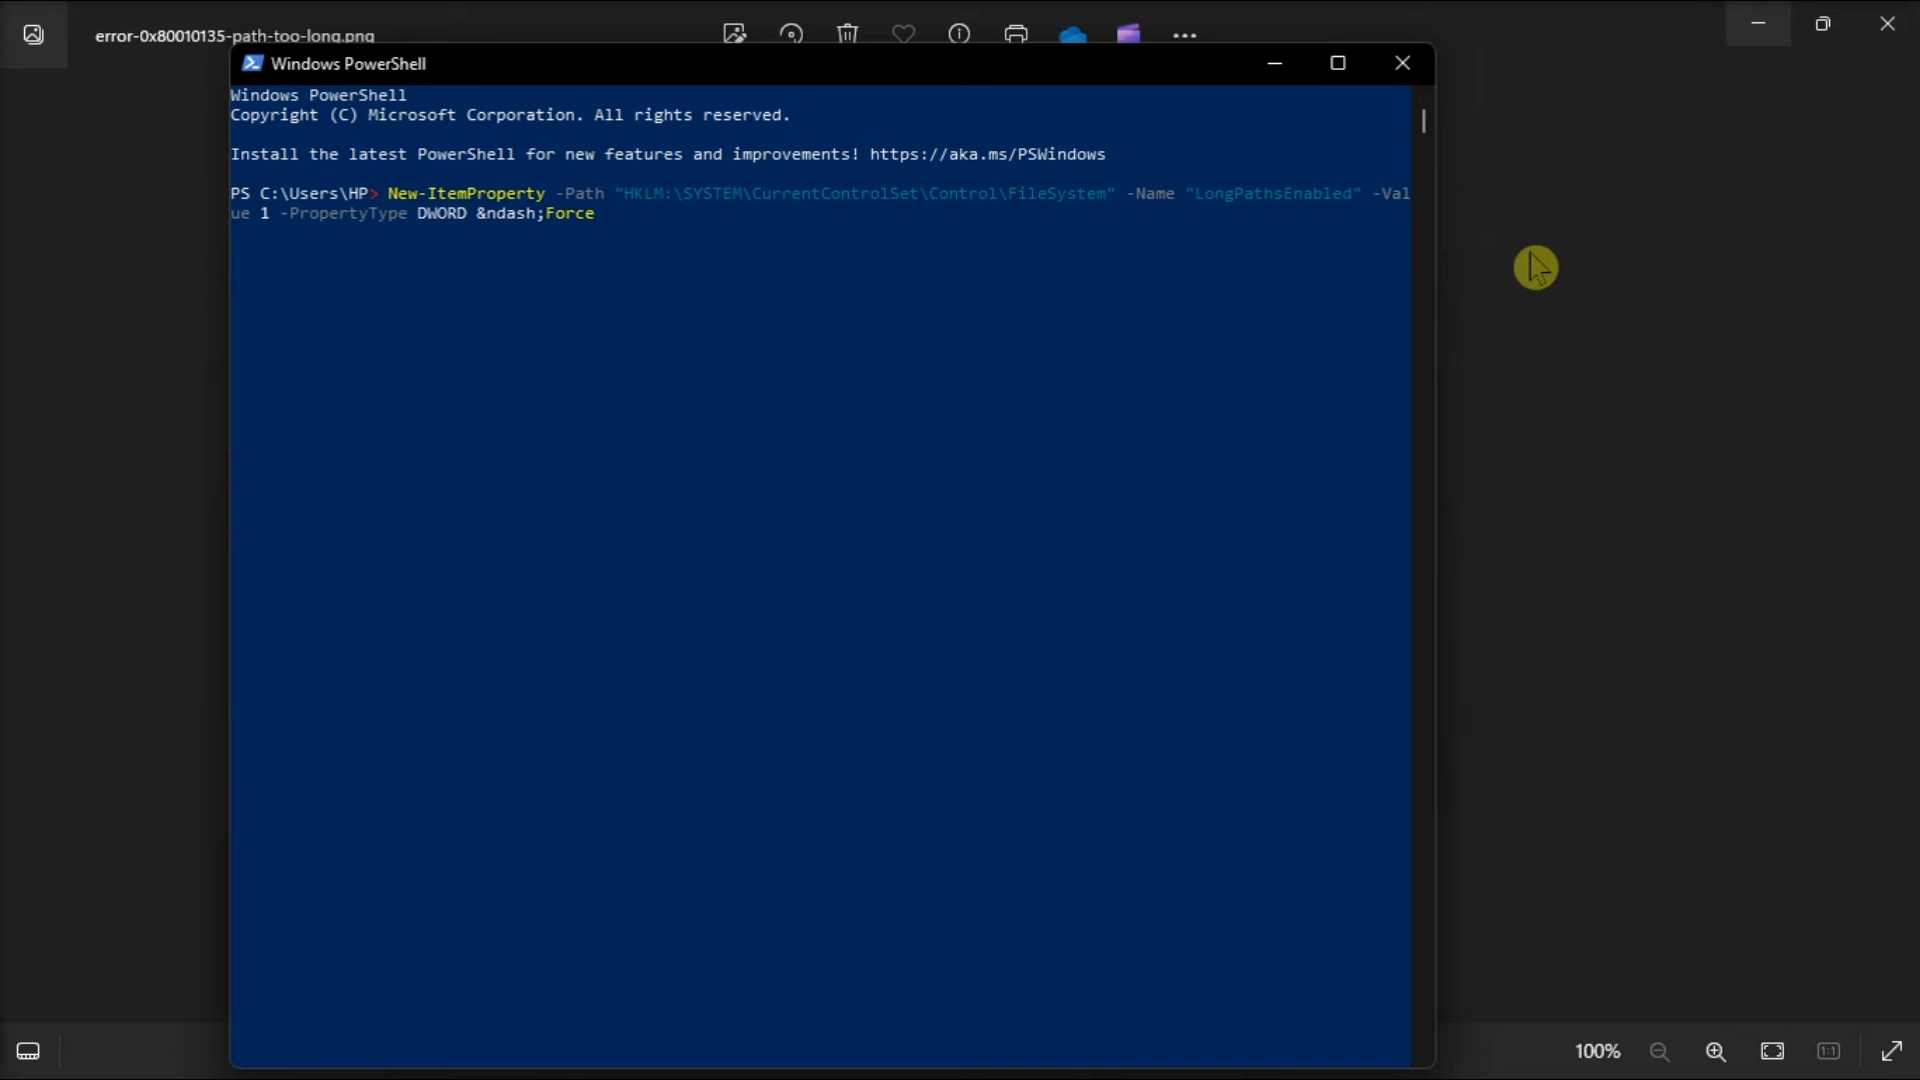 error-0x80010135-path-too-long.png
Windows PowerShell
Windows PowerShell
Copyright (C) Microsoft Corporation. All rights reserved.
Install the latest PowerShell for new features and improvements! https://aka.ms/PSWindows
PS C:\Users\HP> New-ItemProperty -Path "HKLM:\SYSTEM\CurrentControlSet\Control\FileSystem" -Name "LongPathsEnabled" -Val
ue 1 -PropertyType DWORD &ndash;Force
100%
1:1